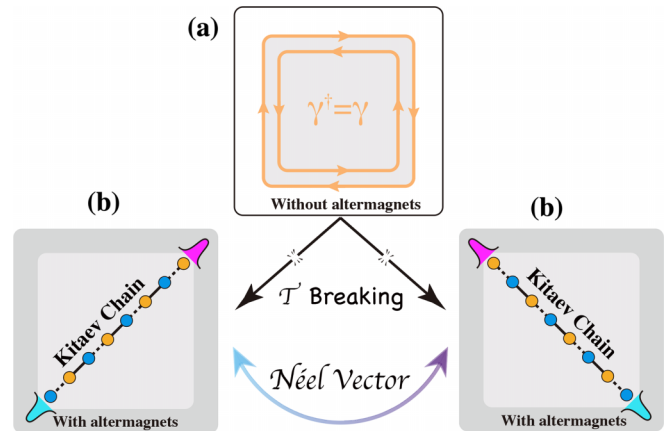 (a)
γ†=γ
Without altermagnets
(b)
Kitaev Chain
With altermagnets
𝒯 Breaking
Néel Vector
(b)
Kitaev Chain
With altermagnets